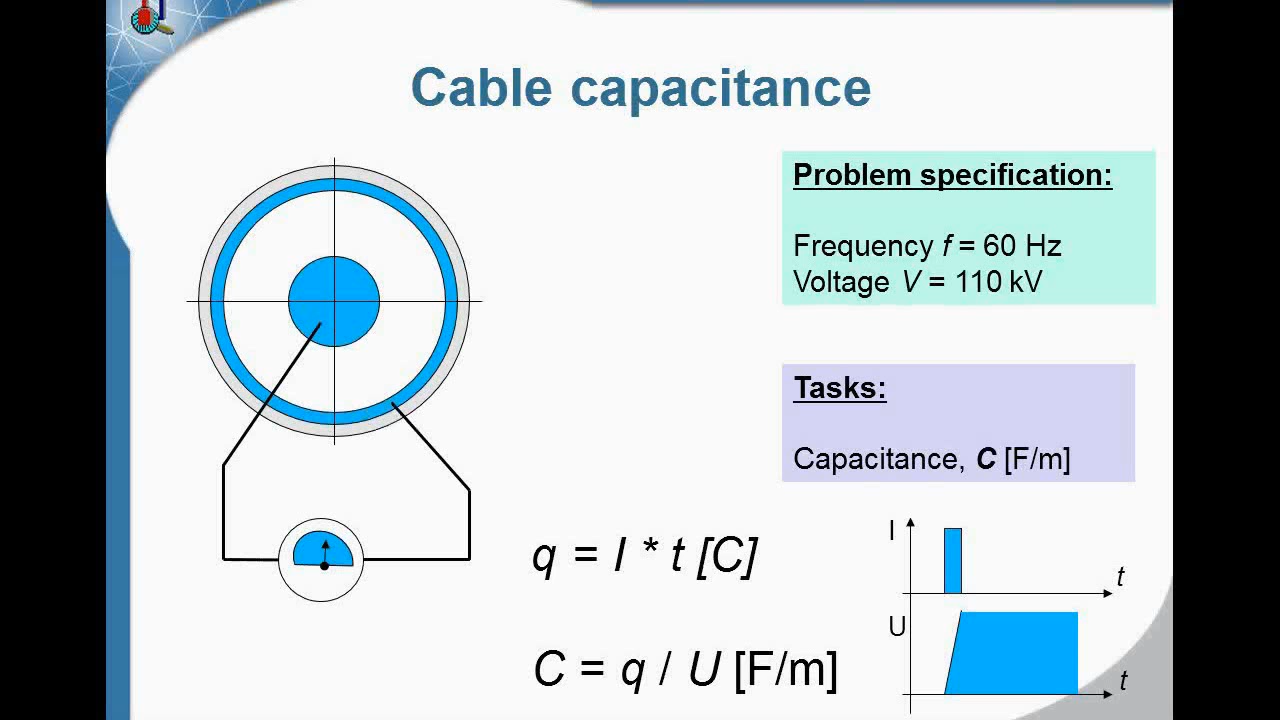 Cable capacitance
Problem specification:
Frequency f = 60 Hz
Voltage V = 110 kV
Tasks:
Capacitance, C [F/m]
q = I * t [C]
C = q / U [F/m]
I
t
U
t